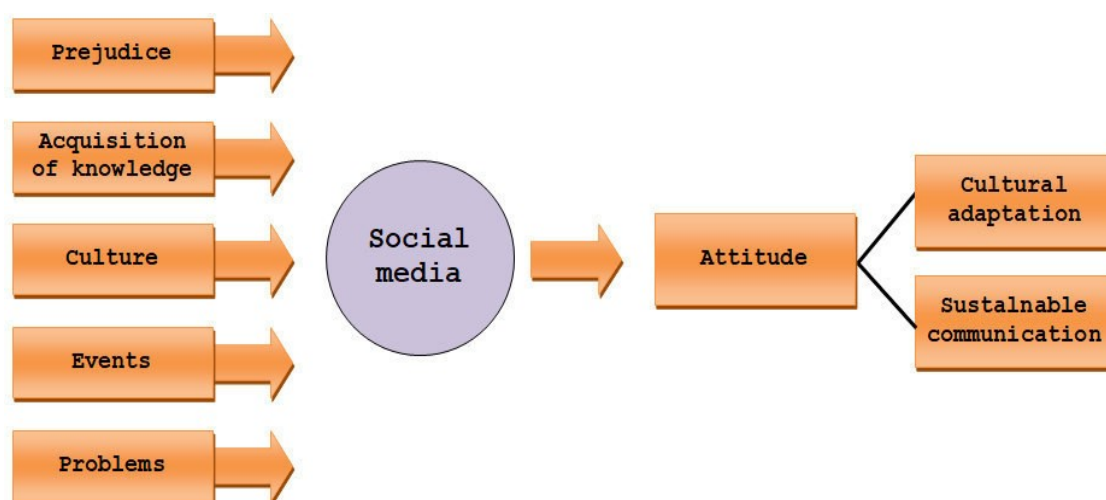 Prejudice
Acquisition
of knowledge
Culture
Events
Problems
Social
media
Attitude
Cultural
adaptation
Sustalnable
communication